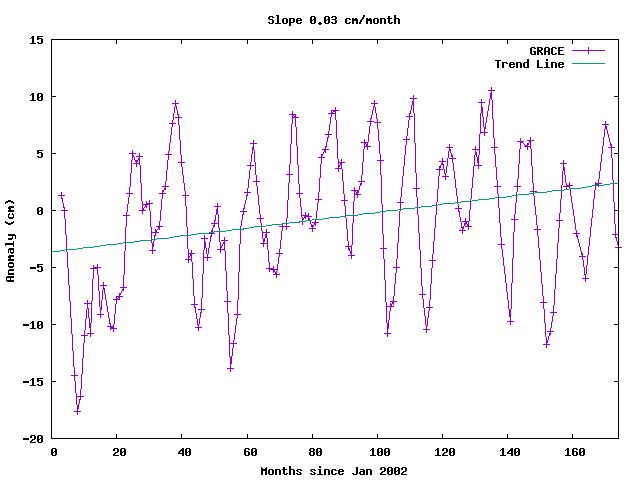 Slope 0.03 cm/month
15
GRACE
Trend Line
10
5
0
-5
-10
-15
-20
Anomaly (cm)
0 20 40 60 80 100 120 140 160
Months since Jan 2002